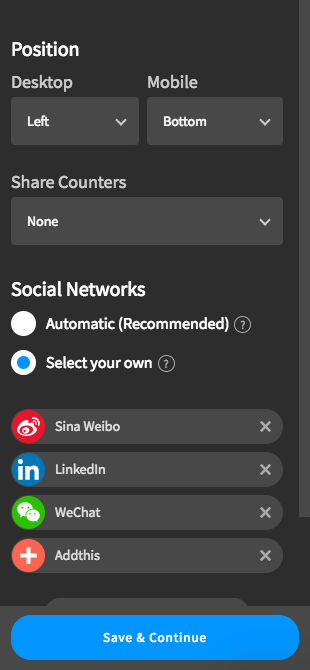 Position
Desktop Mobile
Left Bottom
Share Counters
None
Social Networks
Automatic (Recommended) ?
Select your own ?
Sina Weibo
in LinkedIn
WeChat
Addthis
Save & Continue